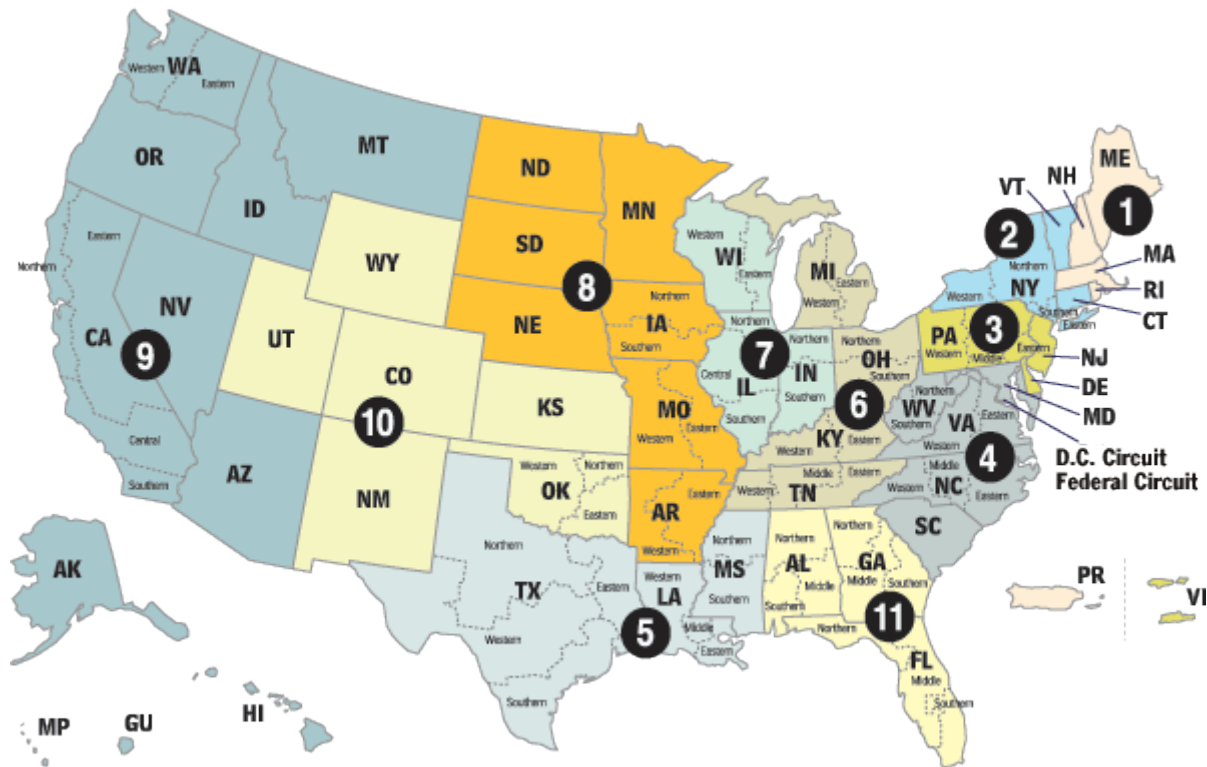 WA
Western
Eastern
MT
OR
ID
ND
MN
SD
WY
NE
8
Northern
IA
Southern
WI
Western
Eastern
MI
Western
Eastern
VT
NH
ME
1
2
MA
RI
CT
Northern
NY
Western
Southern
Eastern
PA
Western
Middle
Eastern
3
NJ
DE
MD
D.C. Circuit
Federal Circuit
Eastern
Northern
NV
CA
9
Central
Southern
UT
CO
10
KS
AZ
NM
Western
Northern
OK
Eastern
MO
Western
Eastern
AR
Eastern
Western
7
Northern
Central
IL
Southern
Northern
IN
Southern
Northern
OH
Southern
6
KY
Western
Eastern
Northern
WV
Southern
VA
Eastern
Western
4
Middle
NC
Western
Eastern
Western
Middle
Eastern
TN
SC
Northern
TX
Eastern
Western
Southern
Western
LA
Middle
Eastern
5
Northern
MS
Southern
Northern
AL
Middle
Southern
Northern
GA
Middle
Southern
11
Northern
FL
Middle
Southern
AK
HI
MP
GU
PR
VI